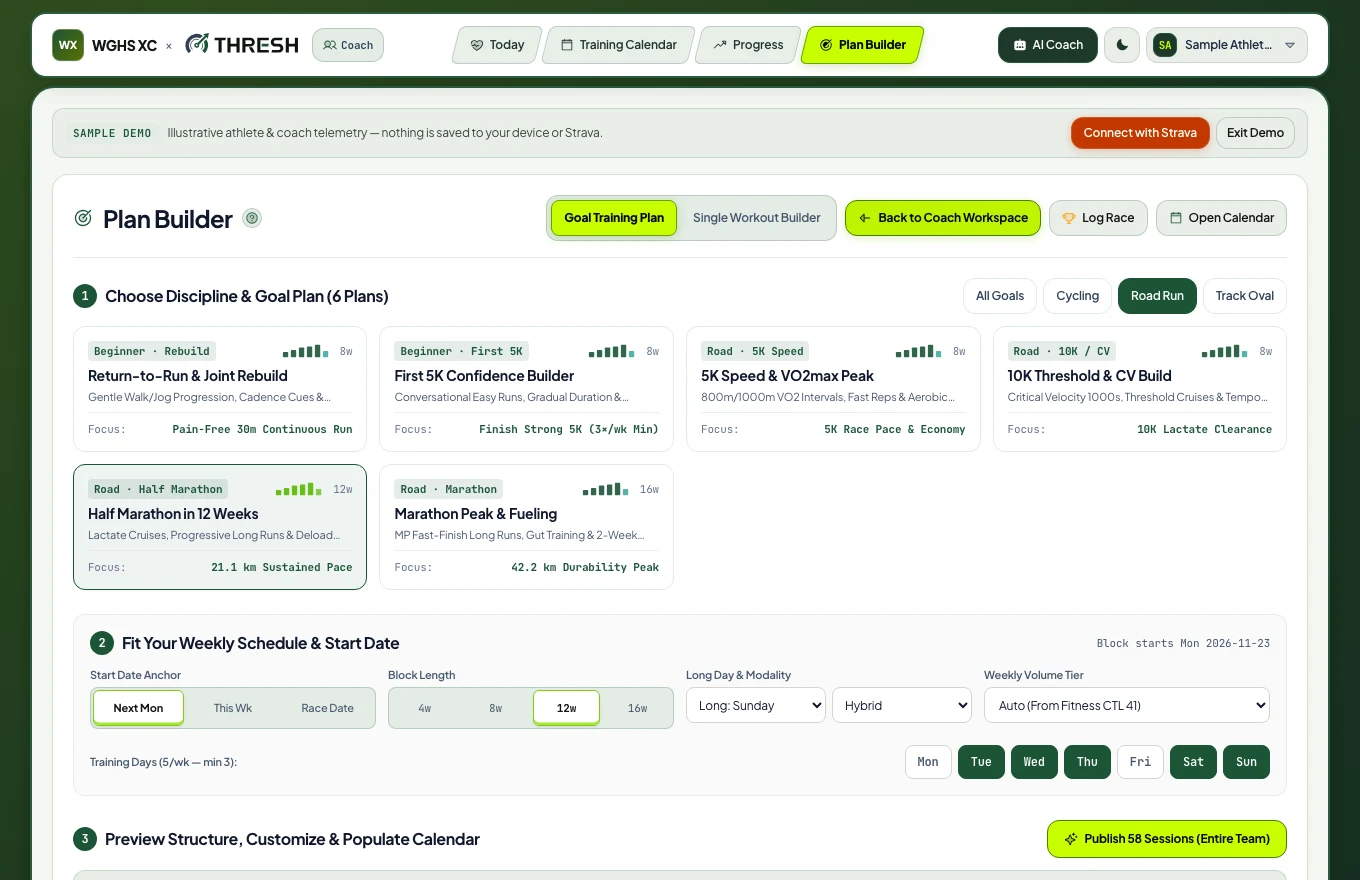 WX WGHS XC × THRESH Coach Today Training Calendar Progress Plan Builder AI Coach SA Sample Athlet...
SAMPLE DEMO Illustrative athlete & coach telemetry — nothing is saved to your device or Strava. Connect with Strava Exit Demo
Plan Builder ? Goal Training Plan Single Workout Builder Back to Coach Workspace Log Race Open Calendar
1 Choose Discipline & Goal Plan (6 Plans) All Goals Cycling Road Run Track Oval
Beginner · Rebuild 8w
Return-to-Run & Joint Rebuild
Gentle Walk/Jog Progression, Cadence Cues &...
Focus: Pain-Free 30m Continuous Run
Beginner · First 5K 8w
First 5K Confidence Builder
Conversational Easy Runs, Gradual Duration &...
Focus: Finish Strong 5K (3×/wk Min)
Road · 5K Speed 8w
5K Speed & VO2max Peak
800m/1000m VO2 Intervals, Fast Reps & Aerobic...
Focus: 5K Race Pace & Economy
Road · 10K / CV 8w
10K Threshold & CV Build
Critical Velocity 1000s, Threshold Cruises & Tempo...
Focus: 10K Lactate Clearance
Road · Half Marathon 12w
Half Marathon in 12 Weeks
Lactate Cruises, Progressive Long Runs & Deload...
Focus: 21.1 km Sustained Pace
Road · Marathon 16w
Marathon Peak & Fueling
MP Fast-Finish Long Runs, Gut Training & 2-Week...
Focus: 42.2 km Durability Peak
2 Fit Your Weekly Schedule & Start Date Block starts Mon 2026-11-23
Start Date Anchor Block Length Long Day & Modality Weekly Volume Tier
Next Mon This Wk Race Date 4w 8w 12w 16w Long: Sunday Hybrid Auto (From Fitness CTL 41)
Training Days (5/wk — min 3): Mon Tue Wed Thu Fri Sat Sun
3 Preview Structure, Customize & Populate Calendar Publish 58 Sessions (Entire Team)